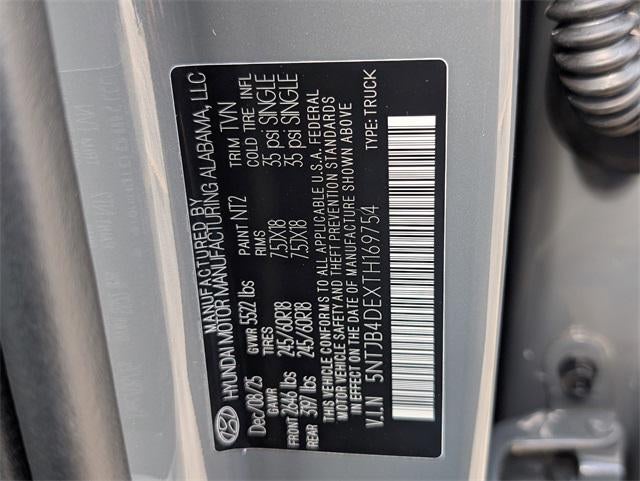 MANUFACTURED BY
HYUNDAI MOTOR MANUFACTURING ALABAMA, LLC
Dec/08/25 GVWR 5522 lbs PAINT NT2 TRIM TVN
GAWR TIRES RIMS COLD TIRE INFL
FRONT 2646 lbs 245/60R18 7.5JX18 35 psi SINGLE
REAR 3197 lbs 245/60R18 7.5JX18 35 psi SINGLE
THIS VEHICLE CONFORMS TO ALL APPLICABLE U.S.A. FEDERAL
MOTOR VEHICLE SAFETY AND THEFT PREVENTION STANDARDS
IN EFFECT ON THE DATE OF MANUFACTURE SHOWN ABOVE
V.I.N 5NTJB4DEXTH169754 TYPE: TRUCK